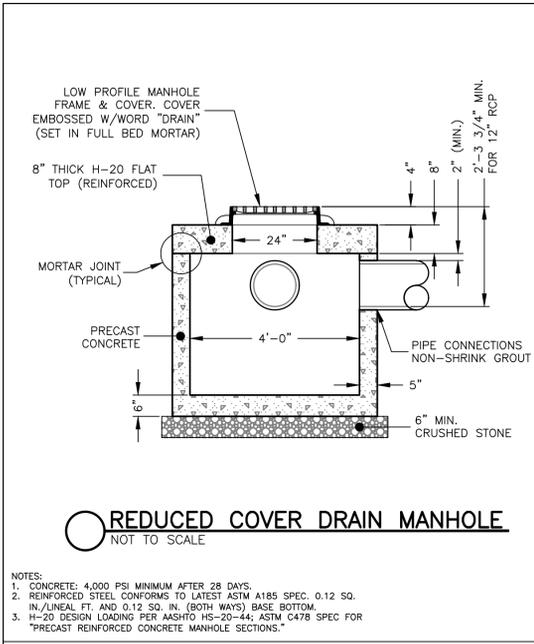 LOW PROFILE MANHOLE
FRAME & COVER. COVER
EMBOSSED W/WORD "DRAIN"
(SET IN FULL BED MORTAR)
8" THICK H-20 FLAT
TOP (REINFORCED)
MORTAR JOINT
(TYPICAL)
PRECAST
CONCRETE
24"
4'-0"
6"
4"
8"
2" (MIN.)
2'-3 3/4" MIN.
FOR 12" RCP
PIPE CONNECTIONS
NON-SHRINK GROUT
5"
6" MIN.
CRUSHED STONE
REDUCED COVER DRAIN MANHOLE
NOT TO SCALE
NOTES:
1. CONCRETE: 4,000 PSI MINIMUM AFTER 28 DAYS.
2. REINFORCED STEEL CONFORMS TO LATEST ASTM A185 SPEC. 0.12 SQ.
IN./LINEAL FT. AND 0.12 SQ. IN. (BOTH WAYS) BASE BOTTOM.
3. H-20 DESIGN LOADING PER AASHTO HS-20-44; ASTM C478 SPEC FOR
"PRECAST REINFORCED CONCRETE MANHOLE SECTIONS."